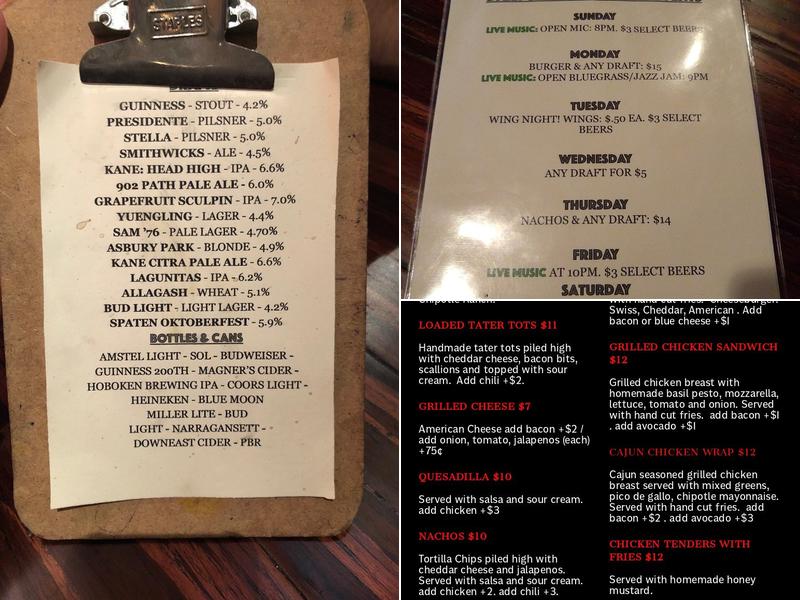 STAPLES
GUINNESS - STOUT - 4.2%
PRESIDENTE - PILSNER - 5.0%
STELLA - PILSNER - 5.0%
SMITHWICKS - ALE - 4.5%
KANE: HEAD HIGH - IPA - 6.6%
902 PATH PALE ALE - 6.0%
GRAPEFRUIT SCULPIN - IPA - 7.0%
YUENGLING - LAGER - 4.4%
SAM '76 - PALE LAGER - 4.70%
ASBURY PARK - BLONDE - 4.9%
KANE CITRA PALE ALE - 6.6%
LAGUNITAS - IPA - 6.2%
ALLAGASH - WHEAT - 5.1%
BUD LIGHT - LIGHT LAGER - 4.2%
SPATEN OKTOBERFEST - 5.9%
BOTTLES & CANS
AMSTEL LIGHT - SOL - BUDWEISER -
GUINNESS 200TH - MAGNER'S CIDER -
HOBOKEN BREWING IPA - COORS LIGHT -
HEINEKEN - BLUE MOON
MILLER LITE - BUD
LIGHT - NARRAGANSETT -
DOWNEAST CIDER - PBR
SUNDAY
LIVE MUSIC: OPEN MIC: 8PM. $3 SELECT BEERS
MONDAY
BURGER & ANY DRAFT: $15
LIVE MUSIC: OPEN BLUEGRASS/JAZZ JAM: 9PM
TUESDAY
WING NIGHT! WINGS: $.50 EA. $3 SELECT
BEERS
WEDNESDAY
ANY DRAFT FOR $5
THURSDAY
NACHOS & ANY DRAFT: $14
FRIDAY
LIVE MUSIC AT 10PM. $3 SELECT BEERS
SATURDAY
Chipotle Ranch.
LOADED TATER TOTS $11
Handmade tater tots piled high
with cheddar cheese, bacon bits,
scallions and topped with sour
cream. Add chili +$2.
GRILLED CHEESE $7
American Cheese add bacon +$2 /
add onion, tomato, jalapenos (each)
+75¢
QUESADILLA $10
Served with salsa and sour cream.
add chicken +$3
NACHOS $10
Tortilla Chips piled high with
cheddar cheese and jalapenos.
Served with salsa and sour cream.
add chicken +2. add chili +3.
with hand cut fries. Cheeseburger:
Swiss, Cheddar, American . Add
bacon or blue cheese +$1
GRILLED CHICKEN SANDWICH
$12
Grilled chicken breast with
homemade basil pesto, mozzarella,
lettuce, tomato and onion. Served
with hand cut fries. add bacon +$1
. add avocado +$1
CAJUN CHICKEN WRAP $12
Cajun seasoned grilled chicken
breast served with mixed greens,
pico de gallo, chipotle mayonnaise.
Served with hand cut fries. add
bacon +$2 . add avocado +$3
CHICKEN TENDERS WITH
FRIES $12
Served with homemade honey
mustard.